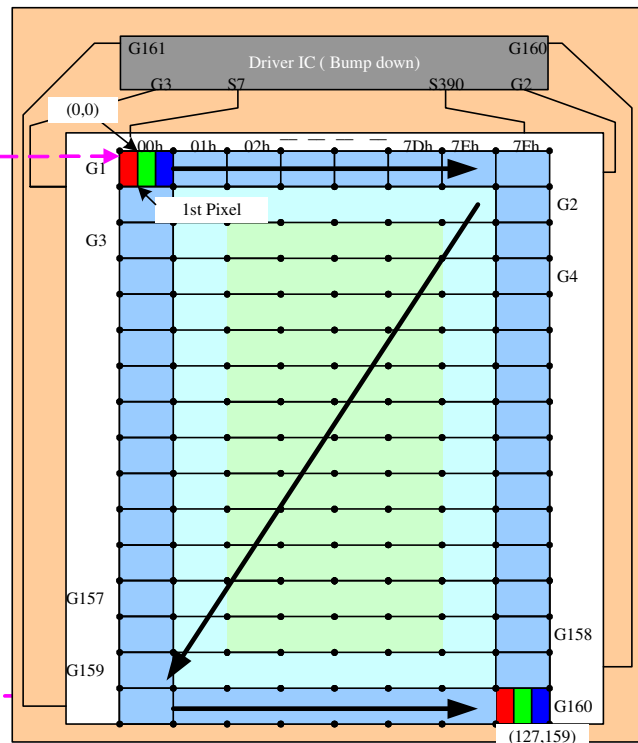 G161
G160
Driver IC ( Bump down)
G3
S7
S390
G2
(0,0)
00h
01h
02h
7Dh
7Eh
7Fh
G1
1st Pixel
G2
G3
G4
G157
G158
G159
G160
(127,159)